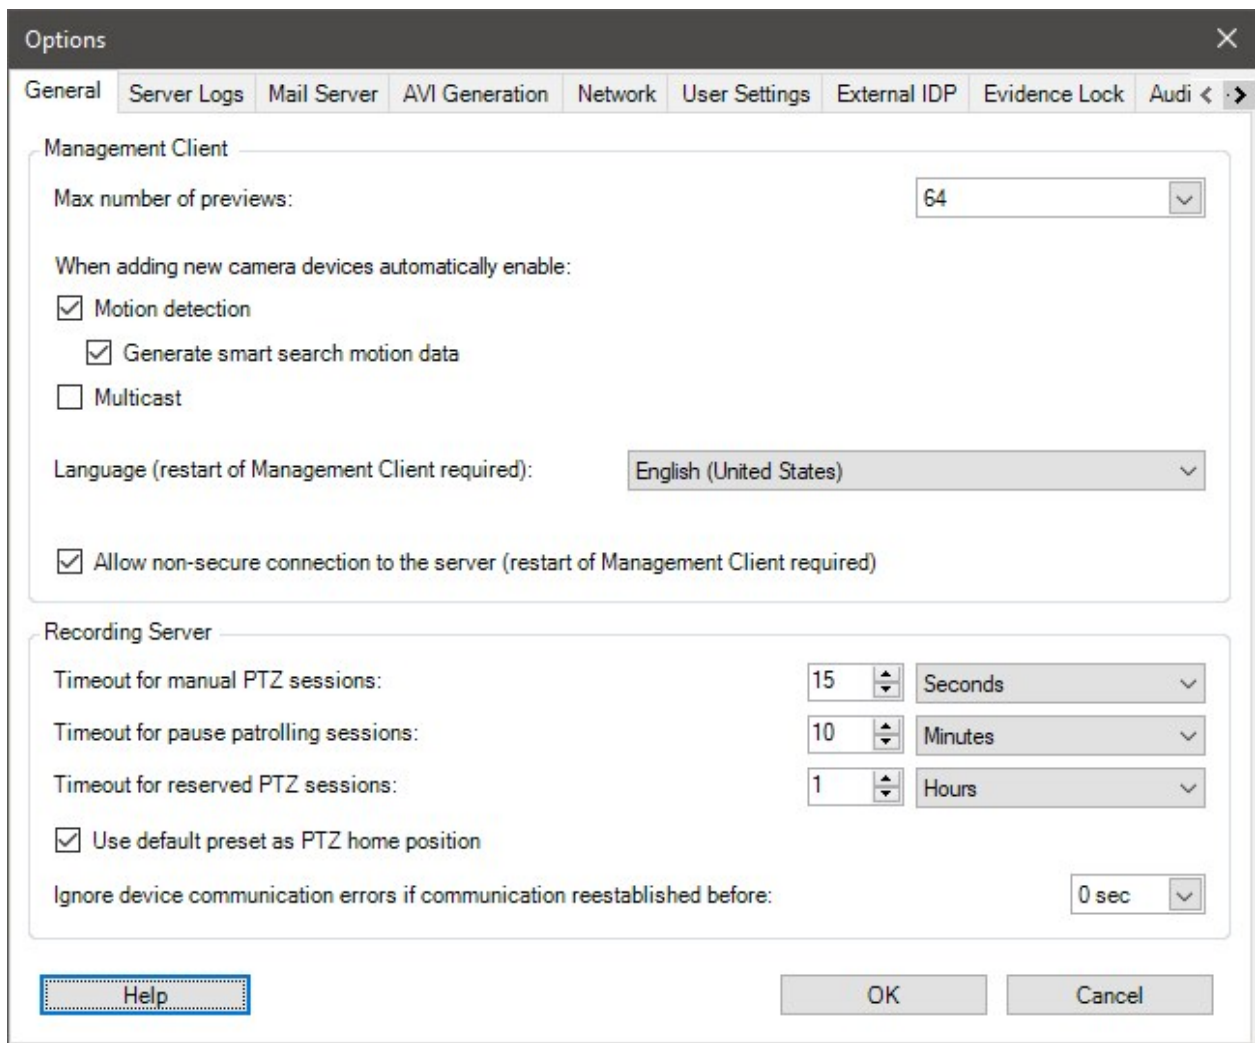 Options
General Server Logs Mail Server AVI Generation Network User Settings External IDP Evidence Lock Audi
Management Client
Max number of previews: 64
When adding new camera devices automatically enable:
Motion detection
Generate smart search motion data
Multicast
Language (restart of Management Client required): English (United States)
Allow non-secure connection to the server (restart of Management Client required)
Recording Server
Timeout for manual PTZ sessions: 15 Seconds
Timeout for pause patrolling sessions: 10 Minutes
Timeout for reserved PTZ sessions: 1 Hours
Use default preset as PTZ home position
Ignore device communication errors if communication reestablished before: 0 sec
Help OK Cancel